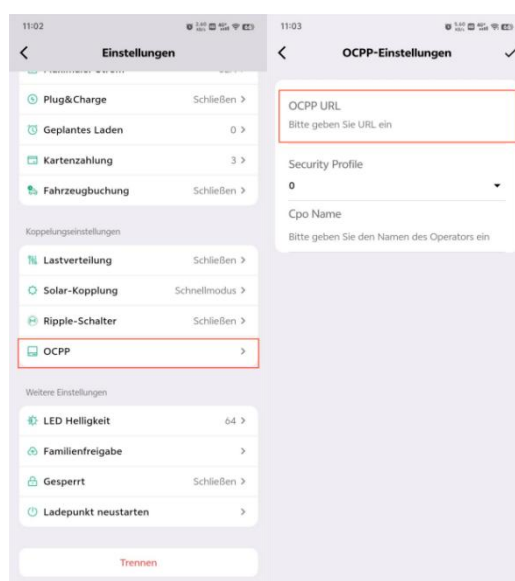 11:02
Einstellungen
Plug&Charge Schließen >
Geplantes Laden 0 >
Kartenzahlung 3 >
Fahrzeugbuchung Schließen >
Koppelungseinstellungen
Lastverteilung Schließen >
Solar-Kopplung Schnellmodus >
Ripple-Schalter Schließen >
OCPP >
Weitere Einstellungen
LED Helligkeit 64 >
Familienfreigabe >
Gesperrt Schließen >
Ladepunkt neustarten >
Trennen
11:03
OCPP-Einstellungen
OCPP URL
Bitte geben Sie URL ein
Security Profile
0
Cpo Name
Bitte geben Sie den Namen des Operators ein